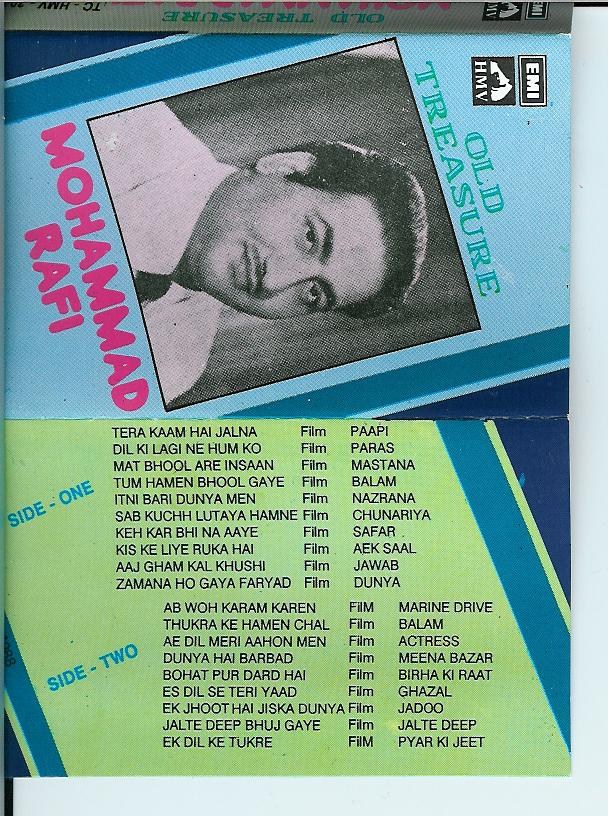 OLD TREASURE
EMI
HMV
OLD
TREASURE
MOHAMMAD
RAFI
SIDE - ONE
TERA KAAM HAI JALNA Film PAAPI
DIL KI LAGI NE HUM KO Film PARAS
MAT BHOOL ARE INSAAN Film MASTANA
TUM HAMEN BHOOL GAYE Film BALAM
ITNI BARI DUNYA MEN Film NAZRANA
SAB KUCHH LUTAYA HAMNE Film CHUNARIYA
KEH KAR BHI NA AAYE Film SAFAR
KIS KE LIYE RUKA HAI Film AEK SAAL
AAJ GHAM KAL KHUSHI Film JAWAB
ZAMANA HO GAYA FARYAD Film DUNYA
SIDE - TWO
AB WOH KARAM KAREN FilM MARINE DRIVE
THUKRA KE HAMEN CHAL Film BALAM
AE DIL MERI AAHON MEN Film ACTRESS
DUNYA HAI BARBAD Film MEENA BAZAR
BOHAT PUR DARD HAI Film BIRHA KI RAAT
ES DIL SE TERI YAAD Film GHAZAL
EK JHOOT HAI JISKA DUNYA Film JADOO
JALTE DEEP BHUJ GAYE Film JALTE DEEP
EK DIL KE TUKRE FilM PYAR KI JEET